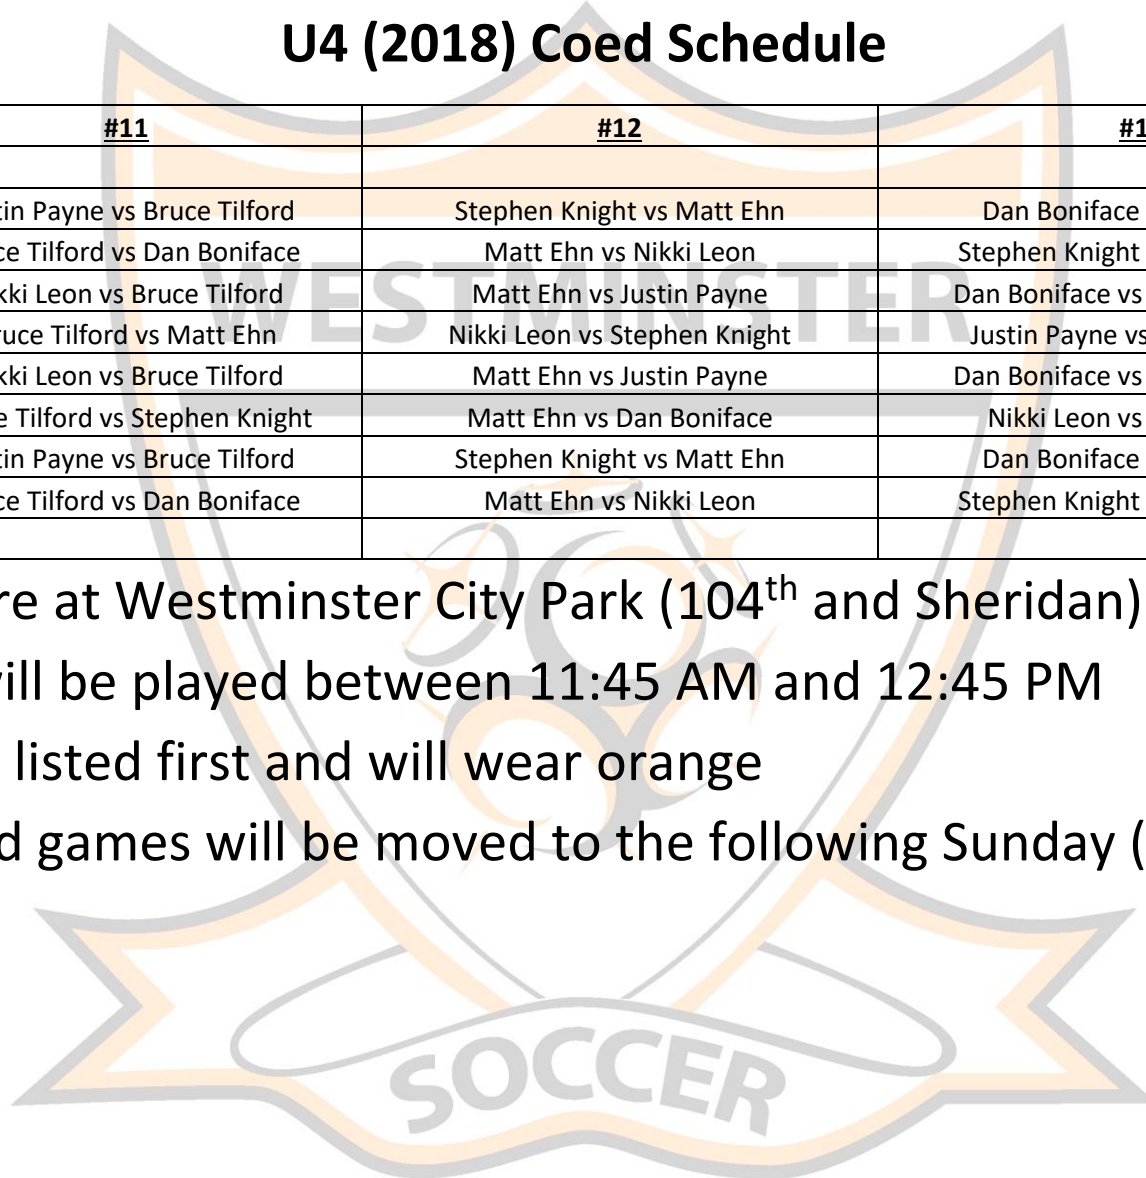 U4 (2018) Coed Schedule
#11 #12 #1
tin Payne vs Bruce Tilford Stephen Knight vs Matt Ehn Dan Boniface
ce Tilford vs Dan Boniface Matt Ehn vs Nikki Leon Stephen Knight
kki Leon vs Bruce Tilford Matt Ehn vs Justin Payne Dan Boniface vs
ruce Tilford vs Matt Ehn Nikki Leon vs Stephen Knight Justin Payne vs
kki Leon vs Bruce Tilford Matt Ehn vs Justin Payne Dan Boniface vs
e Tilford vs Stephen Knight Matt Ehn vs Dan Boniface Nikki Leon vs
tin Payne vs Bruce Tilford Stephen Knight vs Matt Ehn Dan Boniface
ce Tilford vs Dan Boniface Matt Ehn vs Nikki Leon Stephen Knight
WESTMINSTER
re at Westminster City Park (104th and Sheridan)
will be played between 11:45 AM and 12:45 PM
listed first and will wear orange
d games will be moved to the following Sunday (
SOCCER